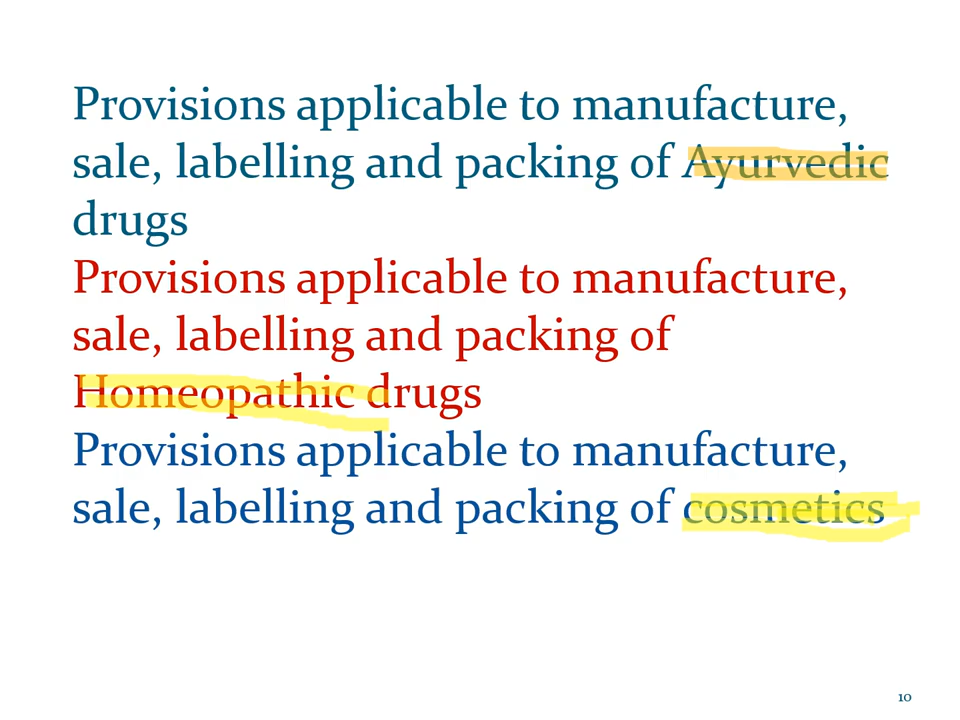 Provisions applicable to manufacture,
sale, labelling and packing of Ayurvedic
drugs
Provisions applicable to manufacture,
sale, labelling and packing of
Homeopathic drugs
Provisions applicable to manufacture,
sale, labelling and packing of cosmetics
10